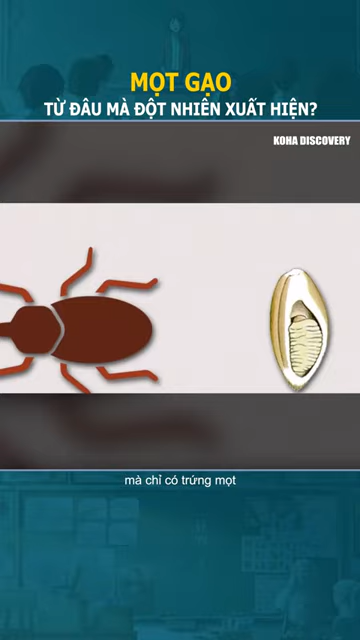 MỌT GẠO
TỪ ĐÂU MÀ ĐỘT NHIÊN XUẤT HIỆN?
KOHA DISCOVERY
mà chỉ có trứng mọt